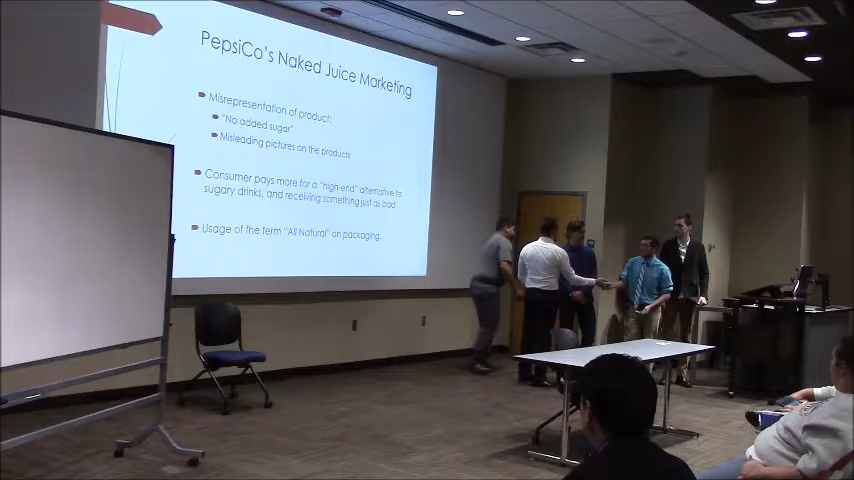 PepsiCo's Naked Juice Marketing
Misrepresentation of product:
"No added sugar"
Misleading pictures on the products
Consumer pays more for a "high-end" alternative to
sugary drinks, and receiving something just as bad.
Usage of the term "All Natural" on packaging.